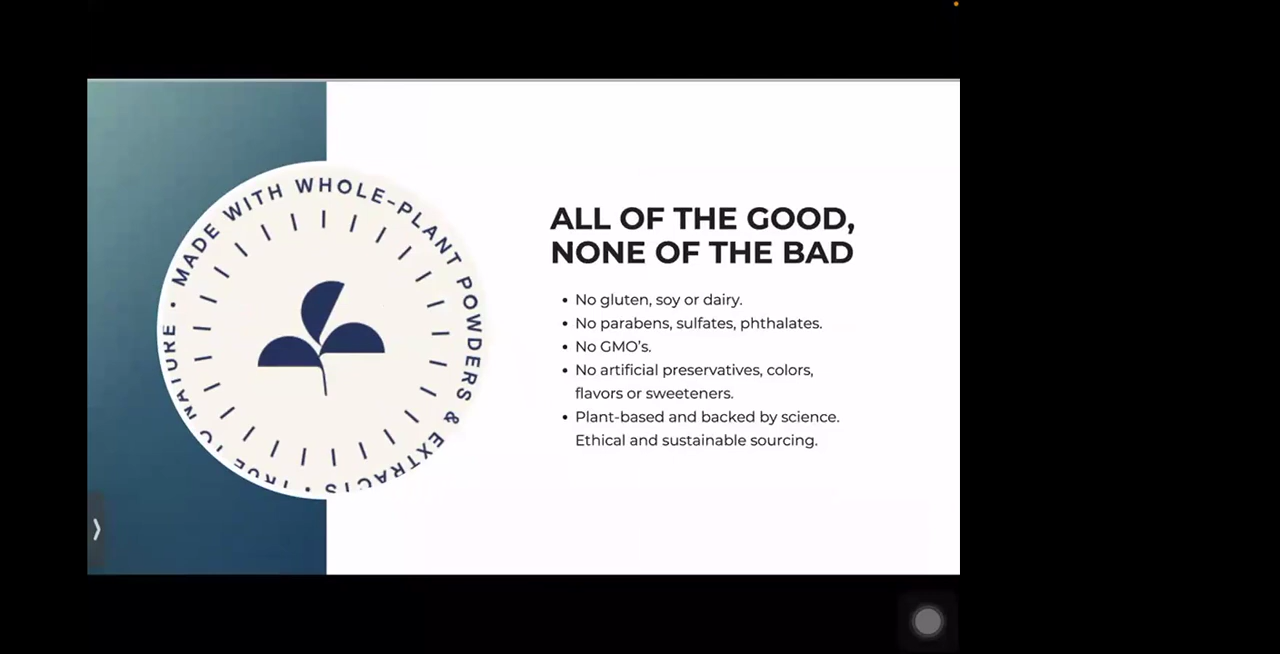 MADE WITH WHOLE-PLANT POWDERS & EXTRACTS • TRUE TO NATURE •
ALL OF THE GOOD,
NONE OF THE BAD
• No gluten, soy or dairy.
• No parabens, sulfates, phthalates.
• No GMO’s.
• No artificial preservatives, colors,
flavors or sweeteners.
• Plant-based and backed by science.
Ethical and sustainable sourcing.